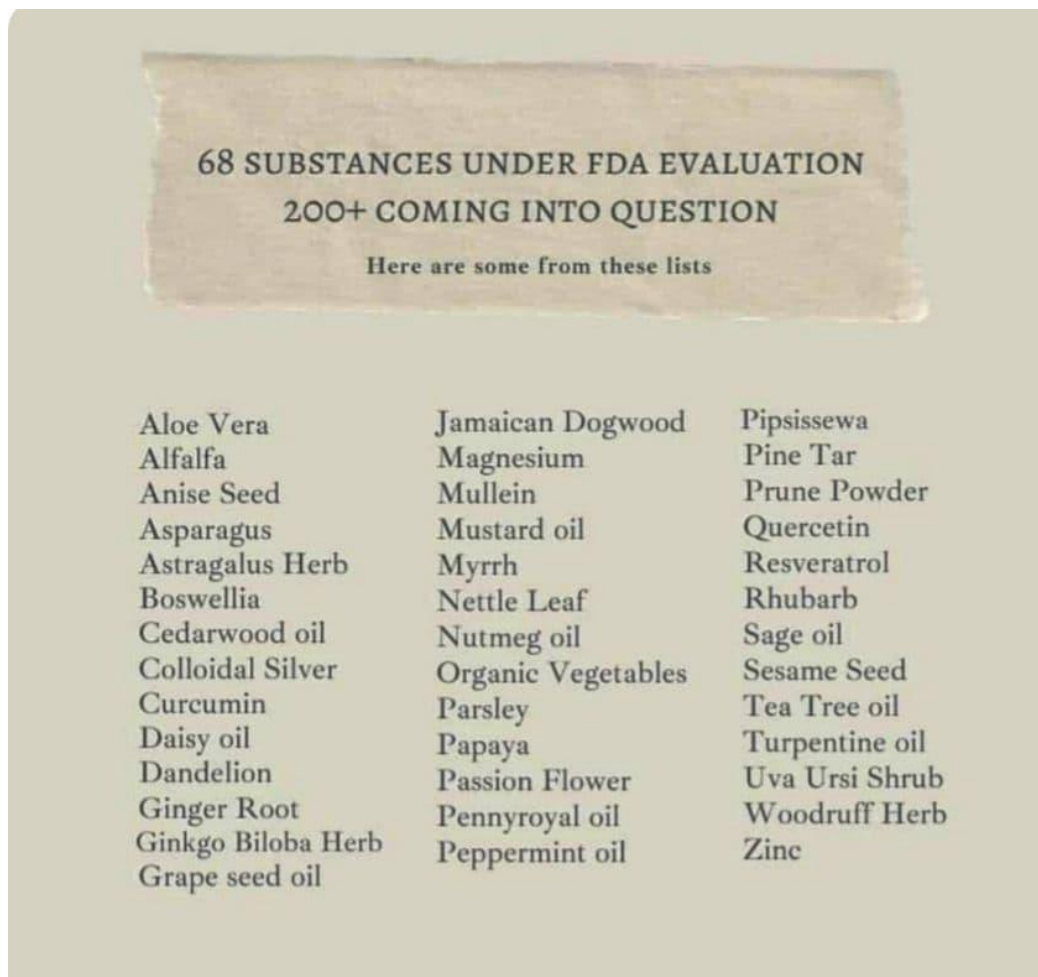 68 SUBSTANCES UNDER FDA EVALUATION
200+ COMING INTO QUESTION
Here are some from these lists
Aloe Vera
Alfalfa
Anise Seed
Asparagus
Astragalus Herb
Boswellia
Cedarwood oil
Colloidal Silver
Curcumin
Daisy oil
Dandelion
Ginger Root
Ginkgo Biloba Herb
Grape seed oil
Jamaican Dogwood
Magnesium
Mullein
Mustard oil
Myrrh
Nettle Leaf
Nutmeg oil
Organic Vegetables
Parsley
Papaya
Passion Flower
Pennyroyal oil
Peppermint oil
Pipsissewa
Pine Tar
Prune Powder
Quercetin
Resveratrol
Rhubarb
Sage oil
Sesame Seed
Tea Tree oil
Turpentine oil
Uva Ursi Shrub
Woodruff Herb
Zinc